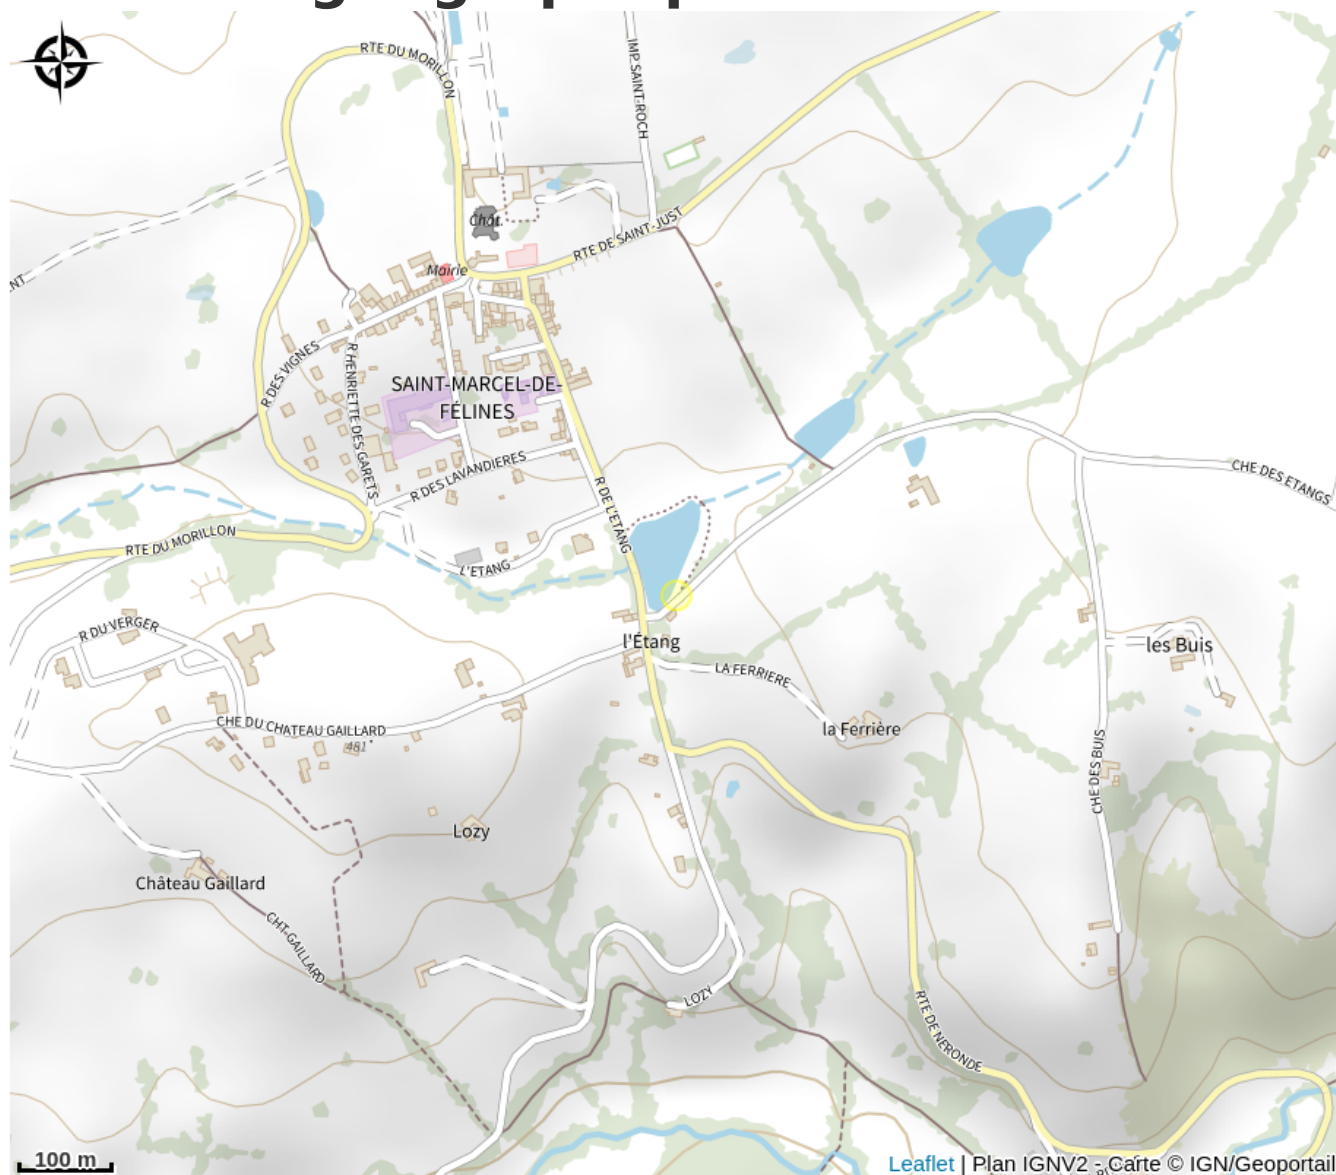 RTE DU MORILLON
IMP. SAINT-ROCH
Chât.
RTE DE SAINT-JUST
Mairie
NT
R DES VIGNES
R HENRIETTE DES GARETS
SAINT-MARCEL-DE-
FÉLINES
R DES LAVANDIERES
R DE L'ETANG
CHE DES ETANGS
RTE DU MORILLON
L'ETANG
R DU VERGER
l'Étang
les Buis
LA FERRIERE
CHE DU CHATEAU GAILLARD
481
la Ferrière
CHE DES BUIS
Lozy
Château Gaillard
CHT-GAILLARD
LOZY
RTE DE NERONDE
100 m
Leaflet | Plan IGNV2 - Carte © IGN/Geoportail